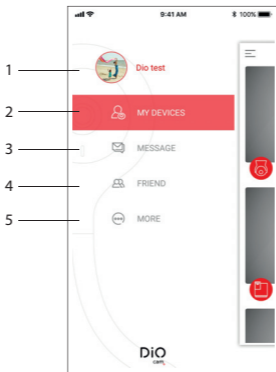 9:41 AM 100%
1 Dio test
2 MY DEVICES
3 MESSAGE
4 FRIEND
5 MORE
DiO
cam